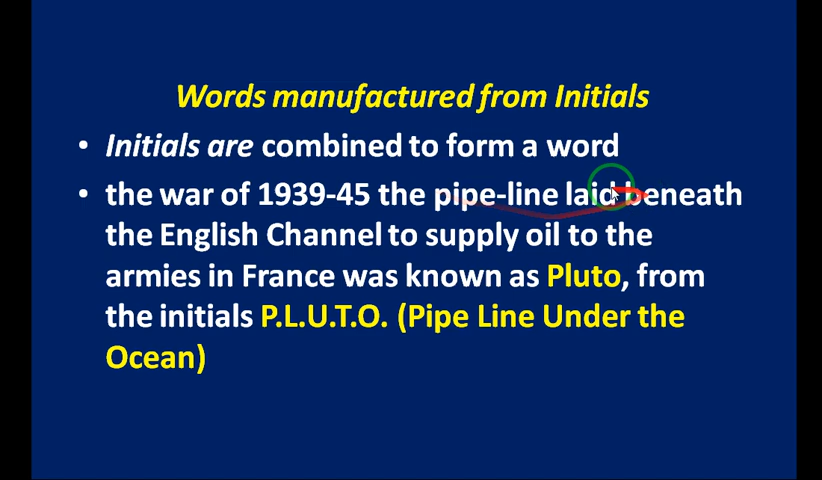 Words manufactured from Initials
• Initials are combined to form a word
• the war of 1939-45 the pipe-line laid beneath
the English Channel to supply oil to the
armies in France was known as Pluto, from
the initials P.L.U.T.O. (Pipe Line Under the
Ocean)